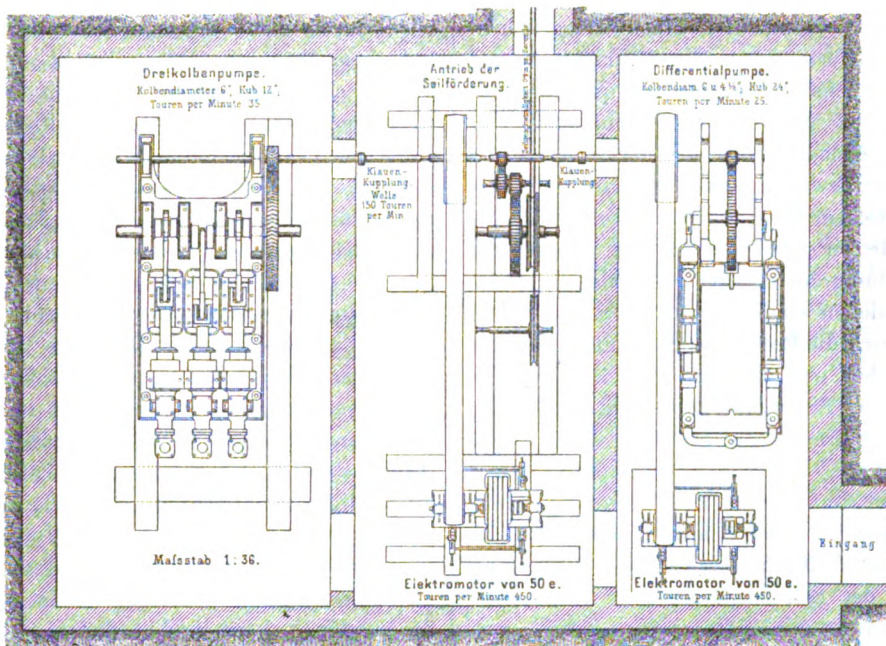 Dreikolbenpumpe.
Kolbendiameter 6", Hub 12",
Touren per Minute 35
Antrieb der
Seilförderung.
Differentialpumpe.
Kolbendiam. 6 u 4¼", Hub 24",
Touren per Minute 25.
Klauen-
Kupplung.
Welle
150 Touren
per Min
Klauen-
Kupplung
Maſsstab 1:36.
Elektromotor von 50 e.
Touren per Minute 450.
Elektromotor von 50 e.
Touren per Minute 450.
Eingang